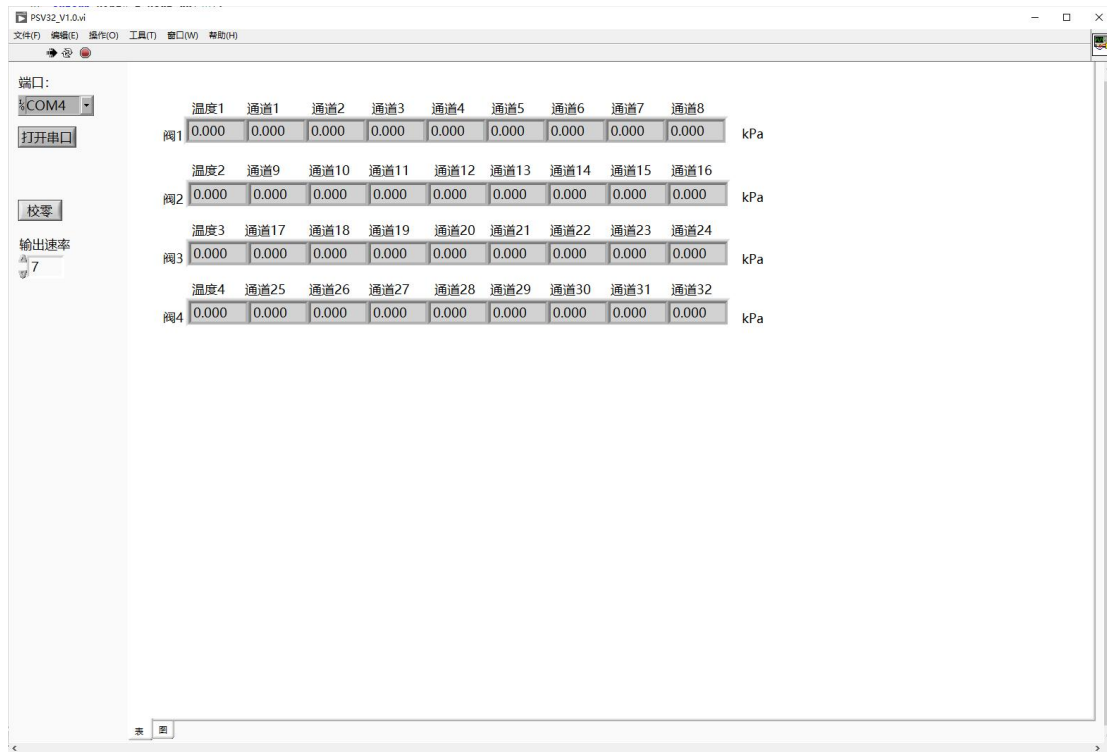 PSV32_V1.0.vi
文件(F) 编辑(E) 操作(O) 工具(T) 窗口(W) 帮助(H)
端口:
COM4
打开串口
校零
输出速率
7
温度1 通道1 通道2 通道3 通道4 通道5 通道6 通道7 通道8
阀1 0.000 0.000 0.000 0.000 0.000 0.000 0.000 0.000 0.000 kPa
温度2 通道9 通道10 通道11 通道12 通道13 通道14 通道15 通道16
阀2 0.000 0.000 0.000 0.000 0.000 0.000 0.000 0.000 0.000 kPa
温度3 通道17 通道18 通道19 通道20 通道21 通道22 通道23 通道24
阀3 0.000 0.000 0.000 0.000 0.000 0.000 0.000 0.000 0.000 kPa
温度4 通道25 通道26 通道27 通道28 通道29 通道30 通道31 通道32
阀4 0.000 0.000 0.000 0.000 0.000 0.000 0.000 0.000 0.000 kPa
表 图